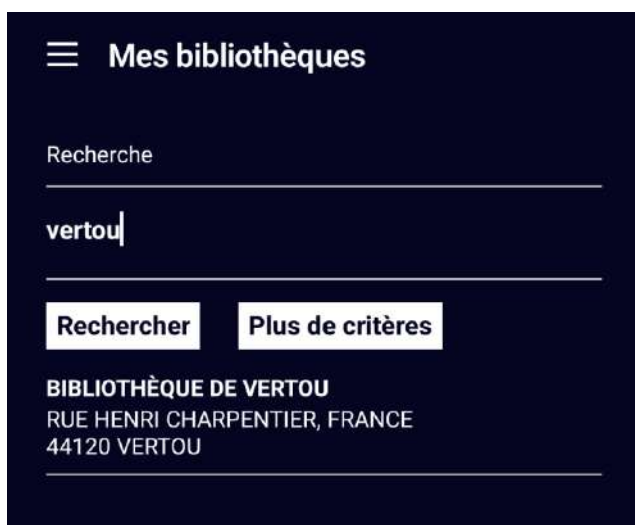 Mes bibliothèques
Recherche
vertou
Rechercher Plus de critères
BIBLIOTHÈQUE DE VERTOU
RUE HENRI CHARPENTIER, FRANCE
44120 VERTOU